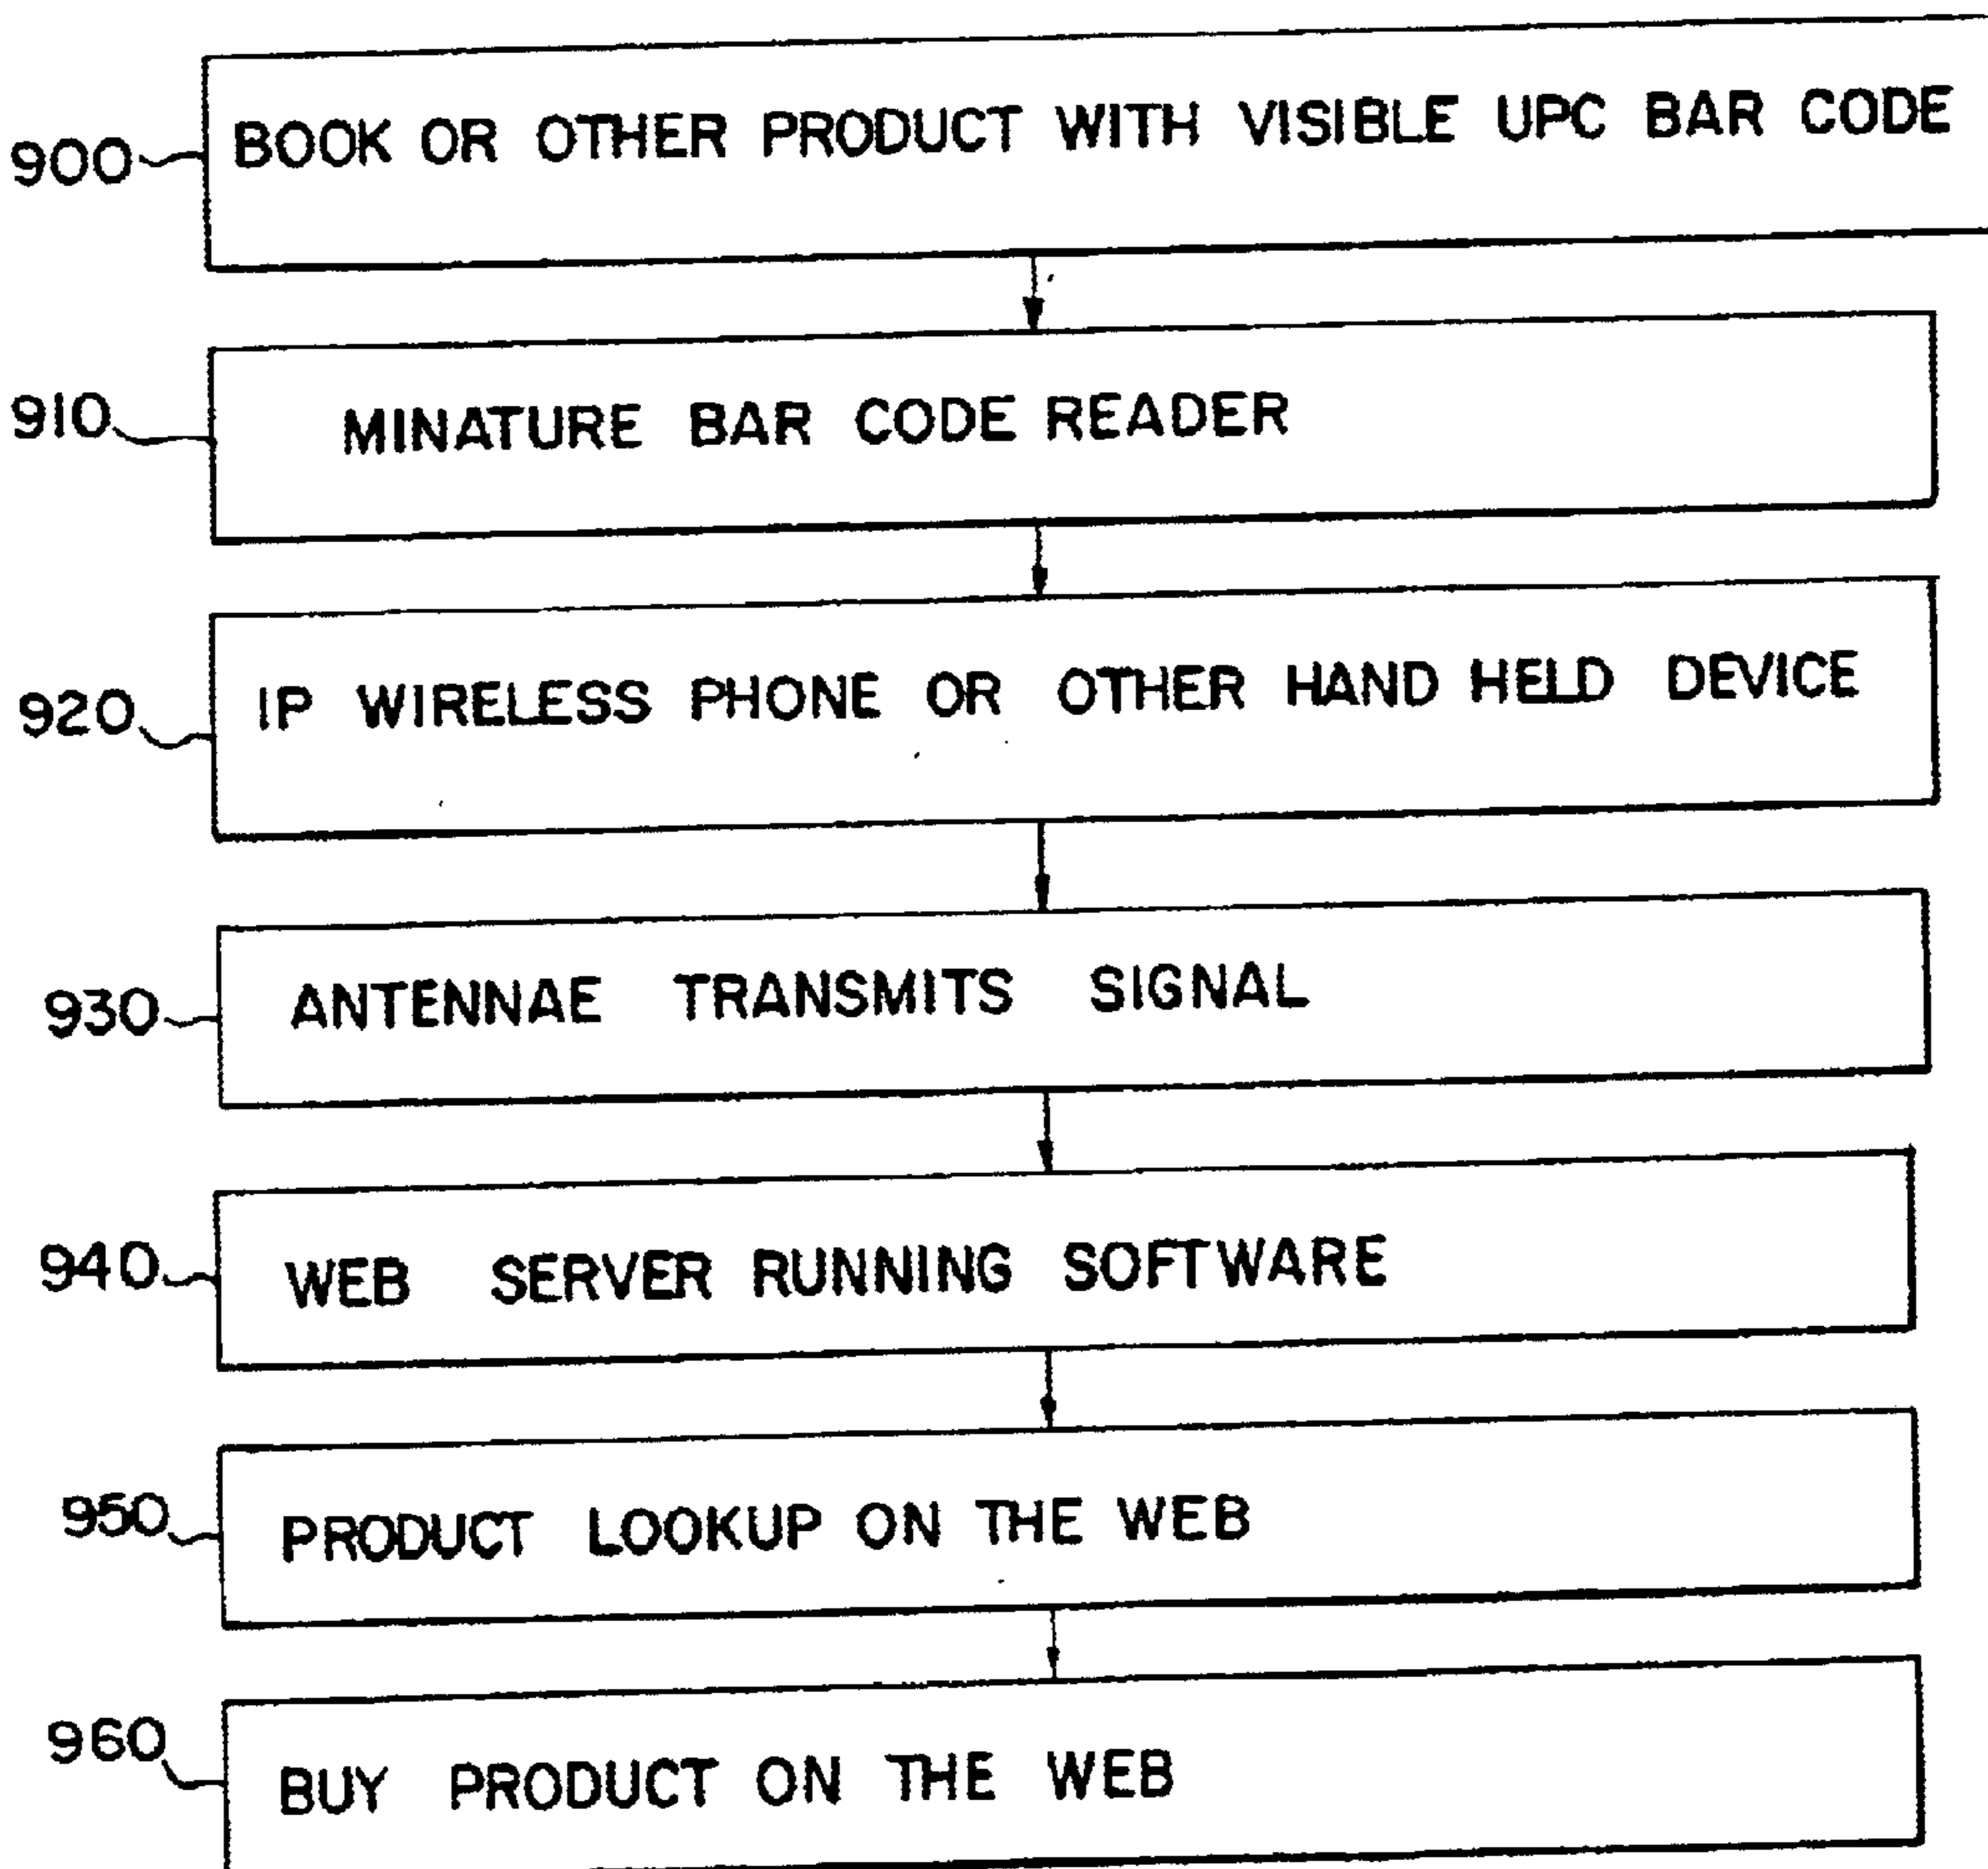 900 BOOK OR OTHER PRODUCT WITH VISIBLE UPC BAR CODE
910 MINATURE BAR CODE READER
920 IP WIRELESS PHONE OR OTHER HAND HELD DEVICE
930 ANTENNAE TRANSMITS SIGNAL
940 WEB SERVER RUNNING SOFTWARE
950 PRODUCT LOOKUP ON THE WEB
960 BUY PRODUCT ON THE WEB